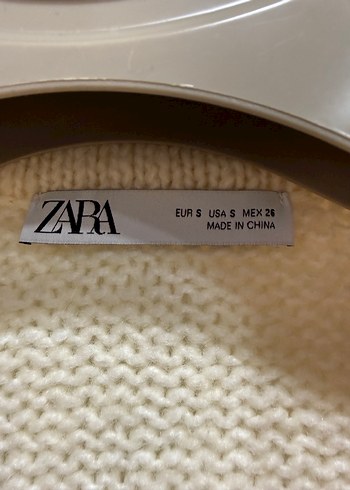 ZARA
EUR S USA S MEX 26
MADE IN CHINA